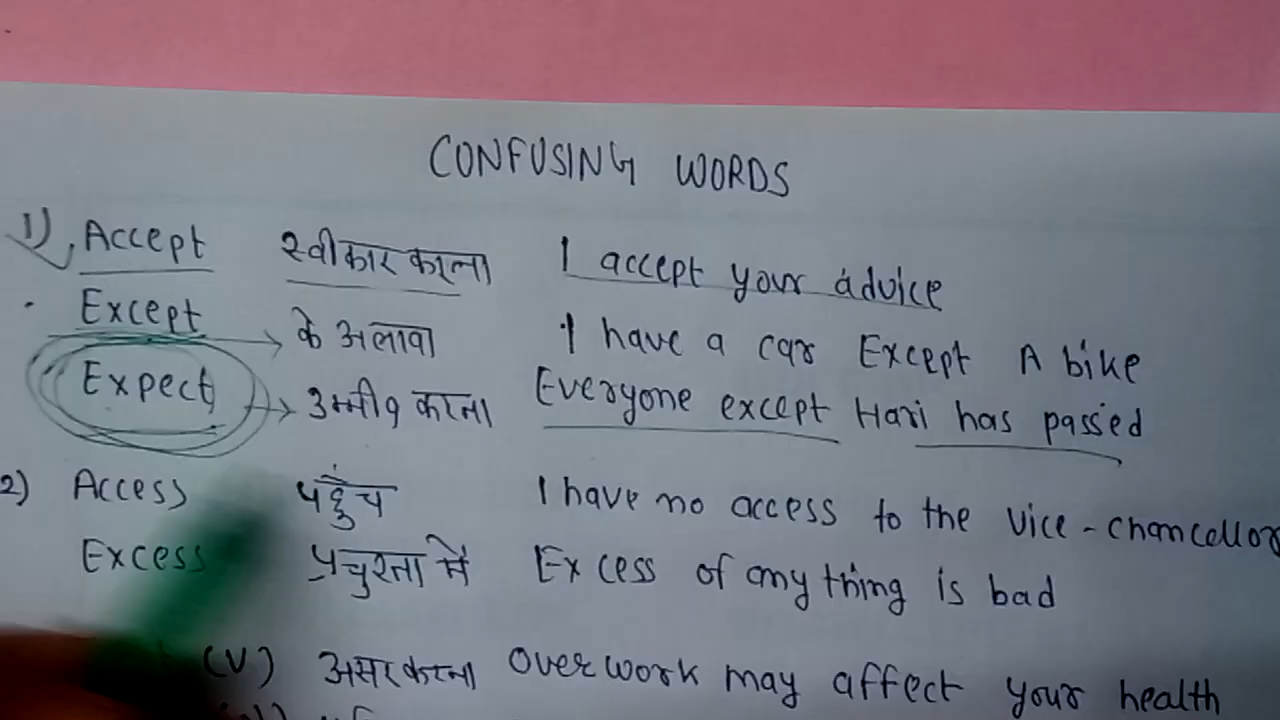 CONFUSING WORDS
1) Accept स्वीकार करना I accept your advice
Except के अलावा I have a car Except A bike
Expect उम्मीद करना Everyone except Hari has passed
2) Access पहुँच I have no access to the Vice-chancellor
Excess प्रचुरता में Excess of any thing is bad
(V) असर करना Over work may affect your health